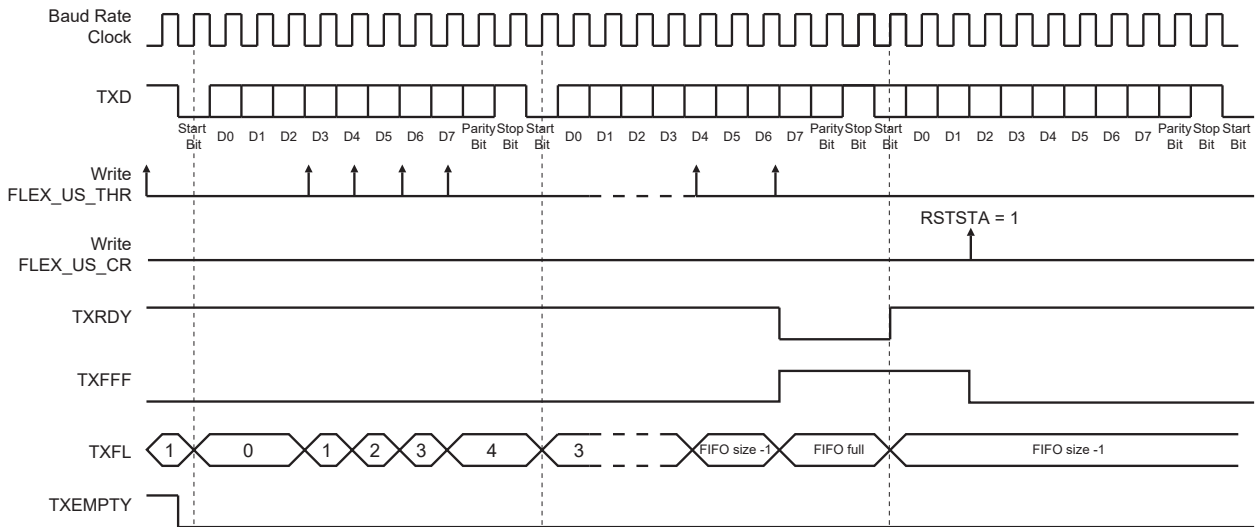 Baud Rate
Clock
TXD
Start
Bit
D0 D1 D2 D3 D4 D5 D6 D7
Parity
Bit
Stop
Bit
Start
Bit
D0 D1 D2 D3 D4 D5 D6 D7
Parity
Bit
Stop
Bit
Start
Bit
D0 D1 D2 D3 D4 D5 D6 D7
Parity
Bit
Stop
Bit
Start
Bit
Write
FLEX_US_THR
RSTSTA = 1
Write
FLEX_US_CR
TXRDY
TXFFF
TXFL 1 0 1 2 3 4 3 FIFO size -1 FIFO full FIFO size -1
TXEMPTY